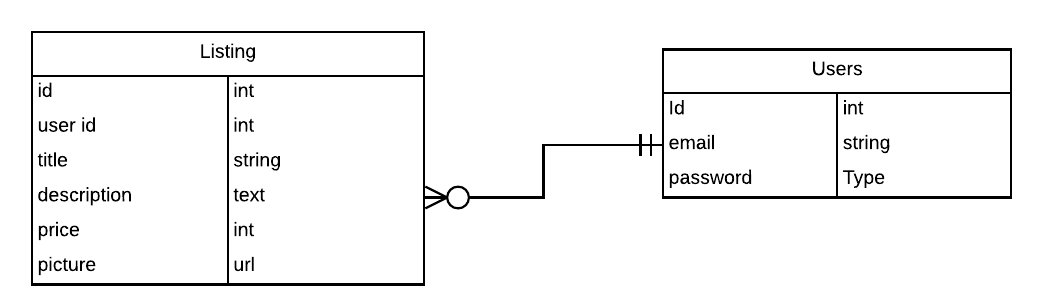 Listing
id int
user id int
title string
description text
price int
picture url
Users
Id int
email string
password Type